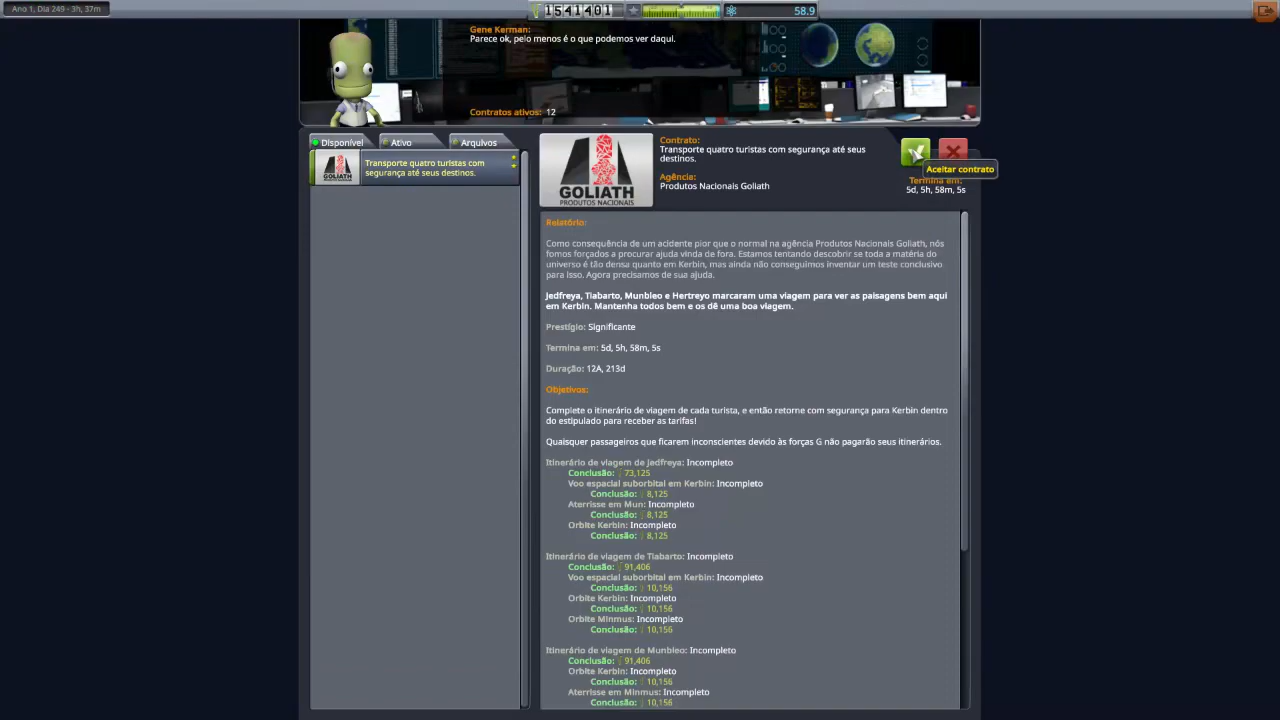 Ano 1, Dia 249 - 3h, 37m
1541401
58.9
Gene Kerman:
Parece ok, pelo menos é o que podemos ver daqui.
Contratos ativos: 12
Disponível
Ativo
Arquivos
Transporte quatro turistas com
segurança até seus destinos.
GOLIATH
PRODUTOS NACIONAIS
Contrato:
Transporte quatro turistas com segurança até seus
destinos.
Agência:
Produtos Nacionais Goliath
Aceitar contrato
Termina em:
5d, 5h, 58m, 5s
Relatório:
Como consequência de um acidente pior que o normal na agência Produtos Nacionais Goliath, nós
fomos forçados a procurar ajuda vinda de fora. Estamos tentando descobrir se toda a matéria do
universo é tão densa quanto em Kerbin, mas ainda não conseguimos inventar um teste conclusivo
para isso. Agora precisamos de sua ajuda.
Jedfreya, Tiabarto, Munbleo e Hertreyo marcaram uma viagem para ver as paisagens bem aqui
em Kerbin. Mantenha todos bem e os dê uma boa viagem.
Prestígio: Significante
Termina em: 5d, 5h, 58m, 5s
Duração: 12A, 213d
Objetivos:
Complete o itinerário de viagem de cada turista, e então retorne com segurança para Kerbin dentro
do estipulado para receber as tarifas!
Quaisquer passageiros que ficarem inconscientes devido às forças G não pagarão seus itinerários.
Itinerário de viagem de Jedfreya: Incompleto
Conclusão: 73,125
Voo espacial suborbital em Kerbin: Incompleto
Conclusão: 8,125
Aterrisse em Mun: Incompleto
Conclusão: 8,125
Orbite Kerbin: Incompleto
Conclusão: 8,125
Itinerário de viagem de Tiabarto: Incompleto
Conclusão: 91,406
Voo espacial suborbital em Kerbin: Incompleto
Conclusão: 10,156
Orbite Kerbin: Incompleto
Conclusão: 10,156
Orbite Minmus: Incompleto
Conclusão: 10,156
Itinerário de viagem de Munbleo: Incompleto
Conclusão: 91,406
Orbite Kerbin: Incompleto
Conclusão: 10,156
Aterrisse em Minmus: Incompleto
Conclusão: 10,156